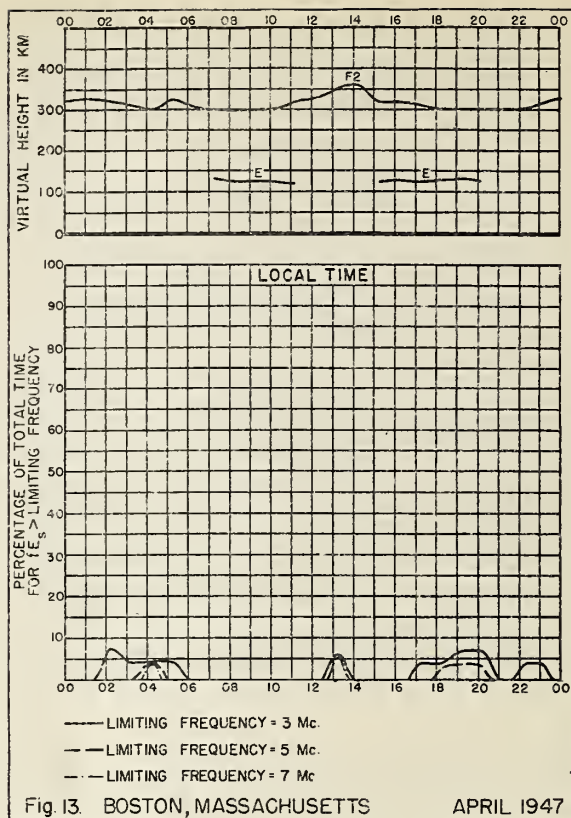 00 02 04 06 08 10 12 14 16 18 20 22 00
VIRTUAL HEIGHT IN KM
400
300
200
100
0
F2
E
E
LOCAL TIME
PERCENTAGE OF TOTAL TIME
FOR fEs > LIMITING FREQUENCY
100
90
80
70
60
50
40
30
20
10
00 02 04 06 08 10 12 14 16 18 20 22 00
LIMITING FREQUENCY = 3 Mc.
LIMITING FREQUENCY = 5 Mc.
LIMITING FREQUENCY = 7 Mc
Fig. 13. BOSTON, MASSACHUSETTS APRIL 1947